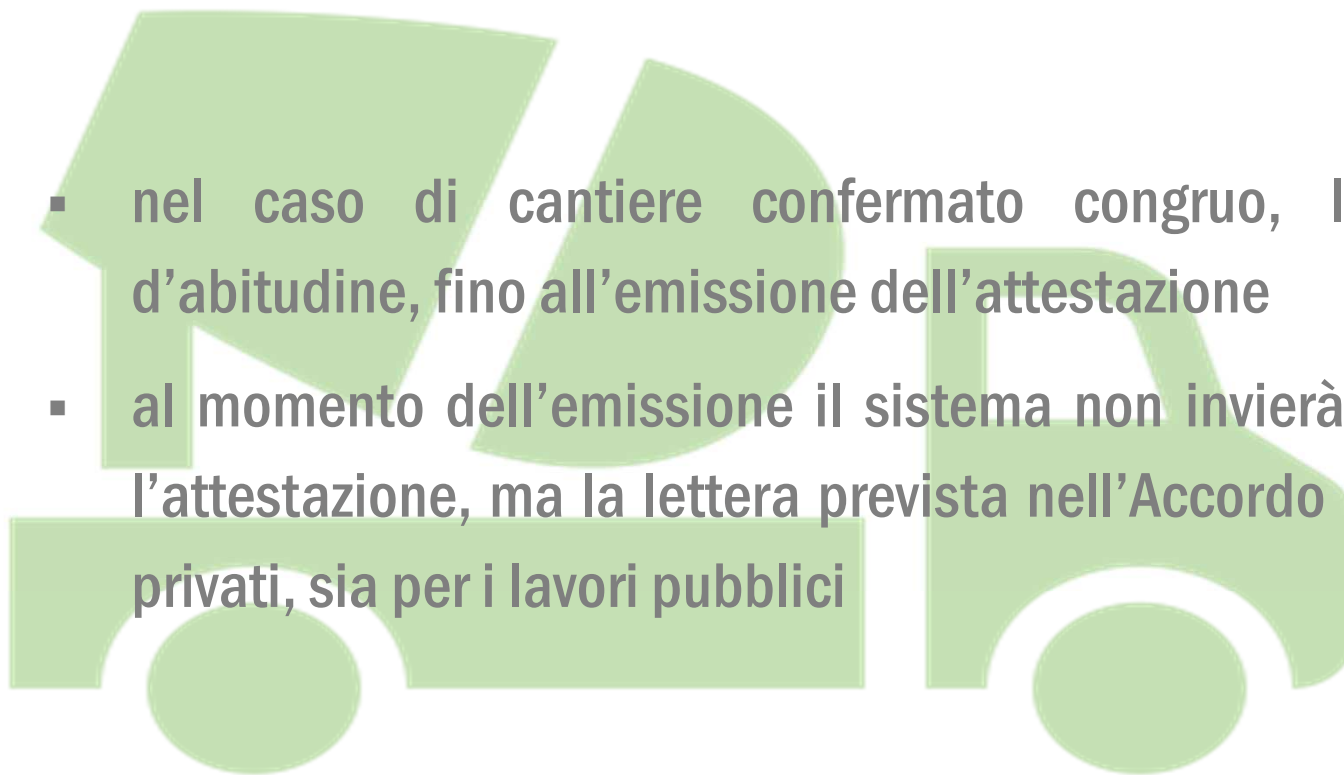 ▪ nel caso di cantiere confermato congruo,
d’abitudine, fino all’emissione dell’attestazione
▪ al momento dell’emissione il sistema non invierà
l’attestazione, ma la lettera prevista nell’Accordo
privati, sia per i lavori pubblici